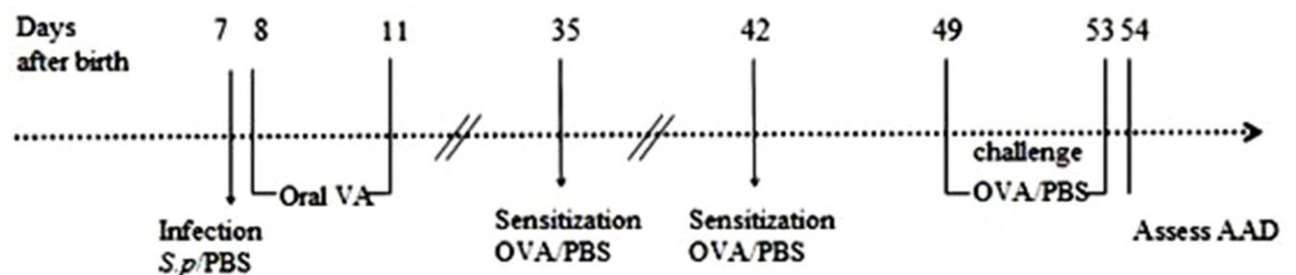 Days
after birth
7 8 11 35 42 49 53 54
Oral VA
challenge
OVA/PBS
Infection
S.p/PBS
Sensitization
OVA/PBS
Sensitization
OVA/PBS
Assess AAD